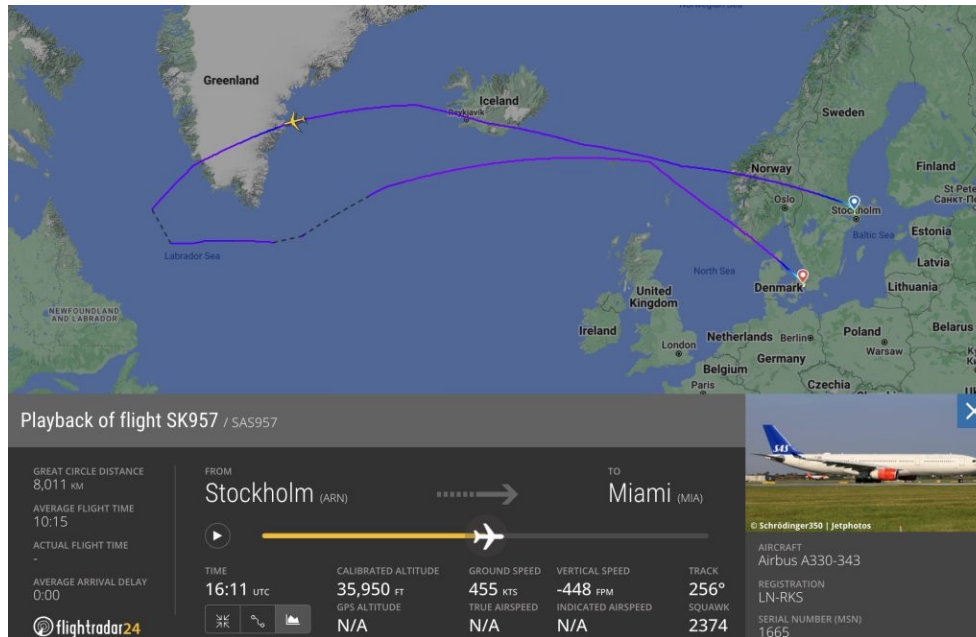 Norwegian Sea
Greenland
Iceland
Reykjavik
Sweden
Norway
Finland
Oslo
Stockholm
St Pete
Санкт-Пе
Estonia
Baltic Sea
Labrador Sea
Latvia
North Sea
Denmark
Lithuania
United
Kingdom
NEWFOUNDLAND
AND LABRADOR
Ireland
Netherlands
Berlin
Poland
Belarus
London
Warsaw
Germany
Belgium
Paris
Czechia
Playback of flight SK957 / SAS957
GREAT CIRCLE DISTANCE
8,011 KM
AVERAGE FLIGHT TIME
10:15
ACTUAL FLIGHT TIME
-
AVERAGE ARRIVAL DELAY
0:00
flightradar24
FROM
Stockholm (ARN)
TO
Miami (MIA)
TIME
16:11 UTC
CALIBRATED ALTITUDE
35,950 FT
GPS ALTITUDE
N/A
GROUND SPEED
455 KTS
TRUE AIRSPEED
N/A
VERTICAL SPEED
-448 FPM
INDICATED AIRSPEED
N/A
TRACK
256°
SQUAWK
2374
SAS
© Schrödinger350 | Jetphotos
AIRCRAFT
Airbus A330-343
REGISTRATION
LN-RKS
SERIAL NUMBER (MSN)
1665